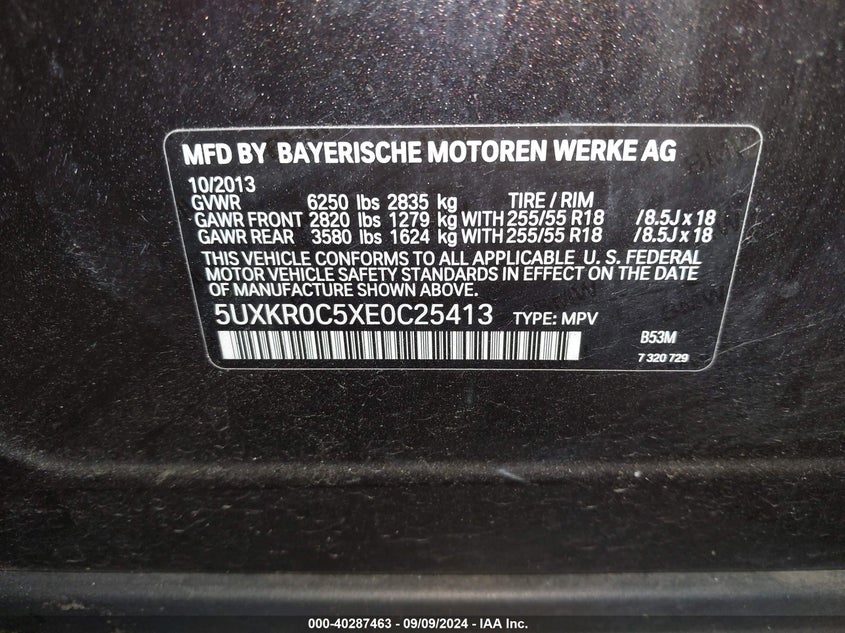 MFD BY BAYERISCHE MOTOREN WERKE AG
10/2013
GVWR 6250 lbs 2835 kg TIRE / RIM
GAWR FRONT 2820 lbs 1279 kg WITH 255/55 R18 /8.5J x 18
GAWR REAR 3580 lbs 1624 kg WITH 255/55 R18 /8.5J x 18
THIS VEHICLE CONFORMS TO ALL APPLICABLE U. S. FEDERAL
MOTOR VEHICLE SAFETY STANDARDS IN EFFECT ON THE DATE
OF MANUFACTURE SHOWN ABOVE.
5UXKR0C5XE0C25413 TYPE: MPV B53M
7 320 729
000-40287463 - 09/09/2024 - IAA Inc.